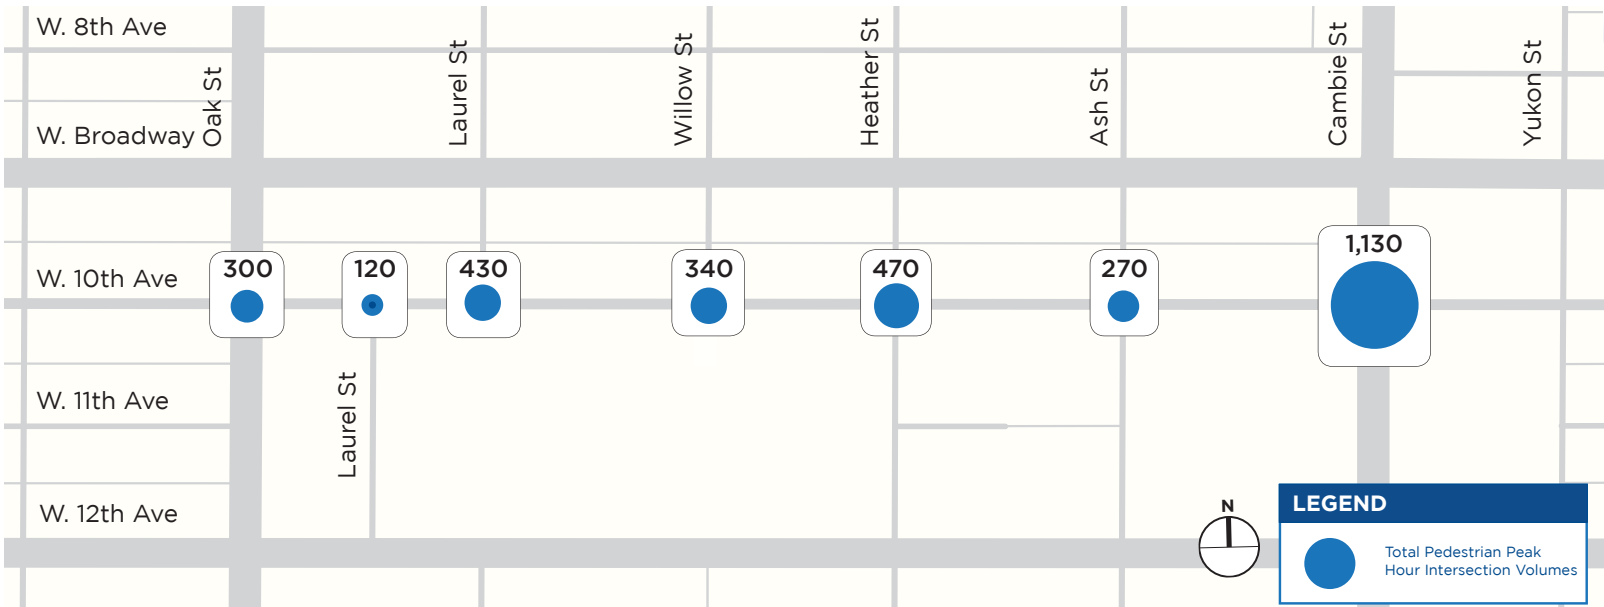 W. 8th Ave
Oak St
Laurel St
Willow St
Heather St
Ash St
Cambie St
Yukon St
W. Broadway
W. 10th Ave
300
120
430
340
470
270
1,130
Laurel St
W. 11th Ave
W. 12th Ave
N
LEGEND
Total Pedestrian Peak
Hour Intersection Volumes